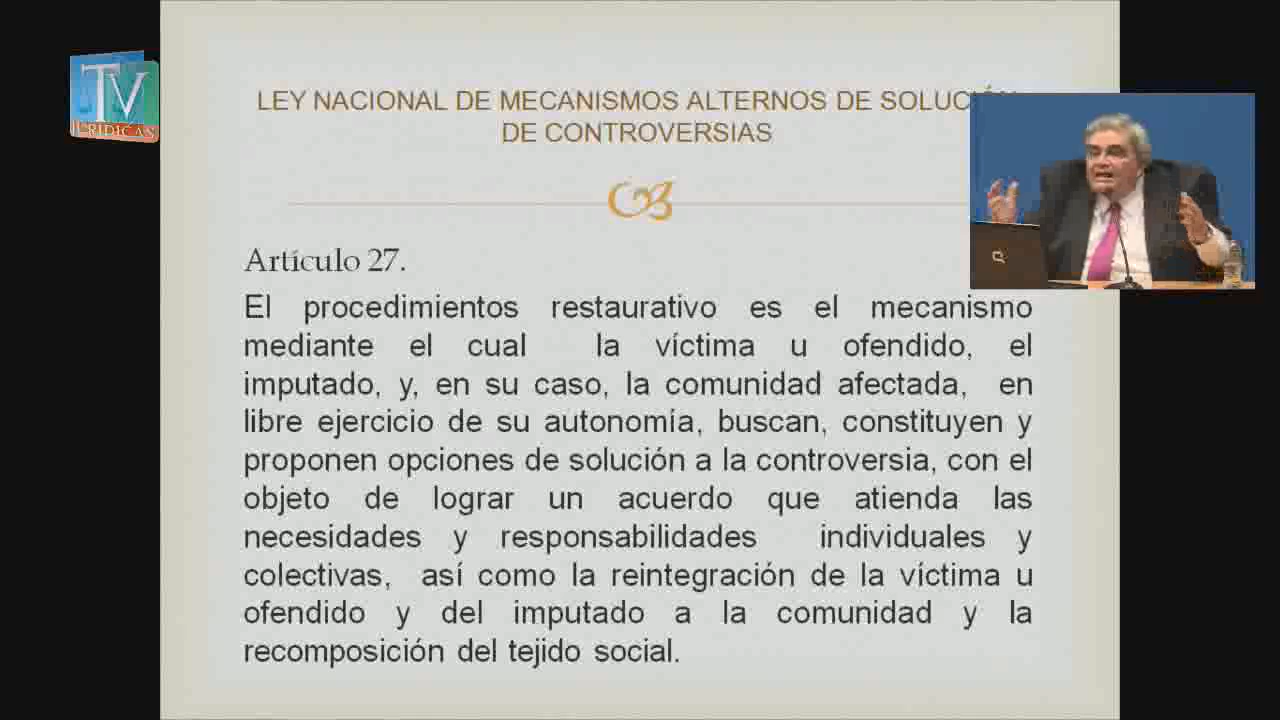 TV
JURIDICAS
LEY NACIONAL DE MECANISMOS ALTERNOS DE SOLUCIÓN
DE CONTROVERSIAS
Artículo 27.
El procedimientos restaurativo es el mecanismo
mediante el cual la víctima u ofendido, el
imputado, y, en su caso, la comunidad afectada, en
libre ejercicio de su autonomía, buscan, constituyen y
proponen opciones de solución a la controversia, con el
objeto de lograr un acuerdo que atienda las
necesidades y responsabilidades individuales y
colectivas, así como la reintegración de la víctima u
ofendido y del imputado a la comunidad y la
recomposición del tejido social.